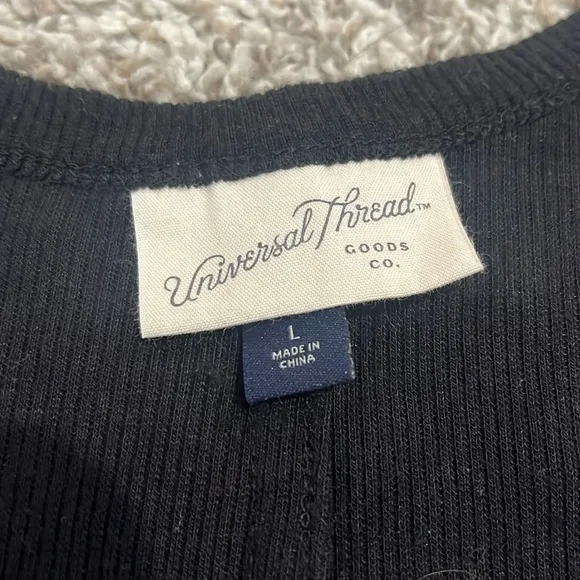 Universal Thread™
GOODS
CO.
L
MADE IN
CHINA